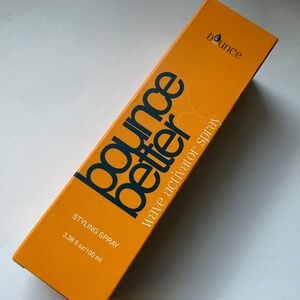 bounce
bounce
better
wave activator spray
STYLING SPRAY
3.38 fl oz/100 ml